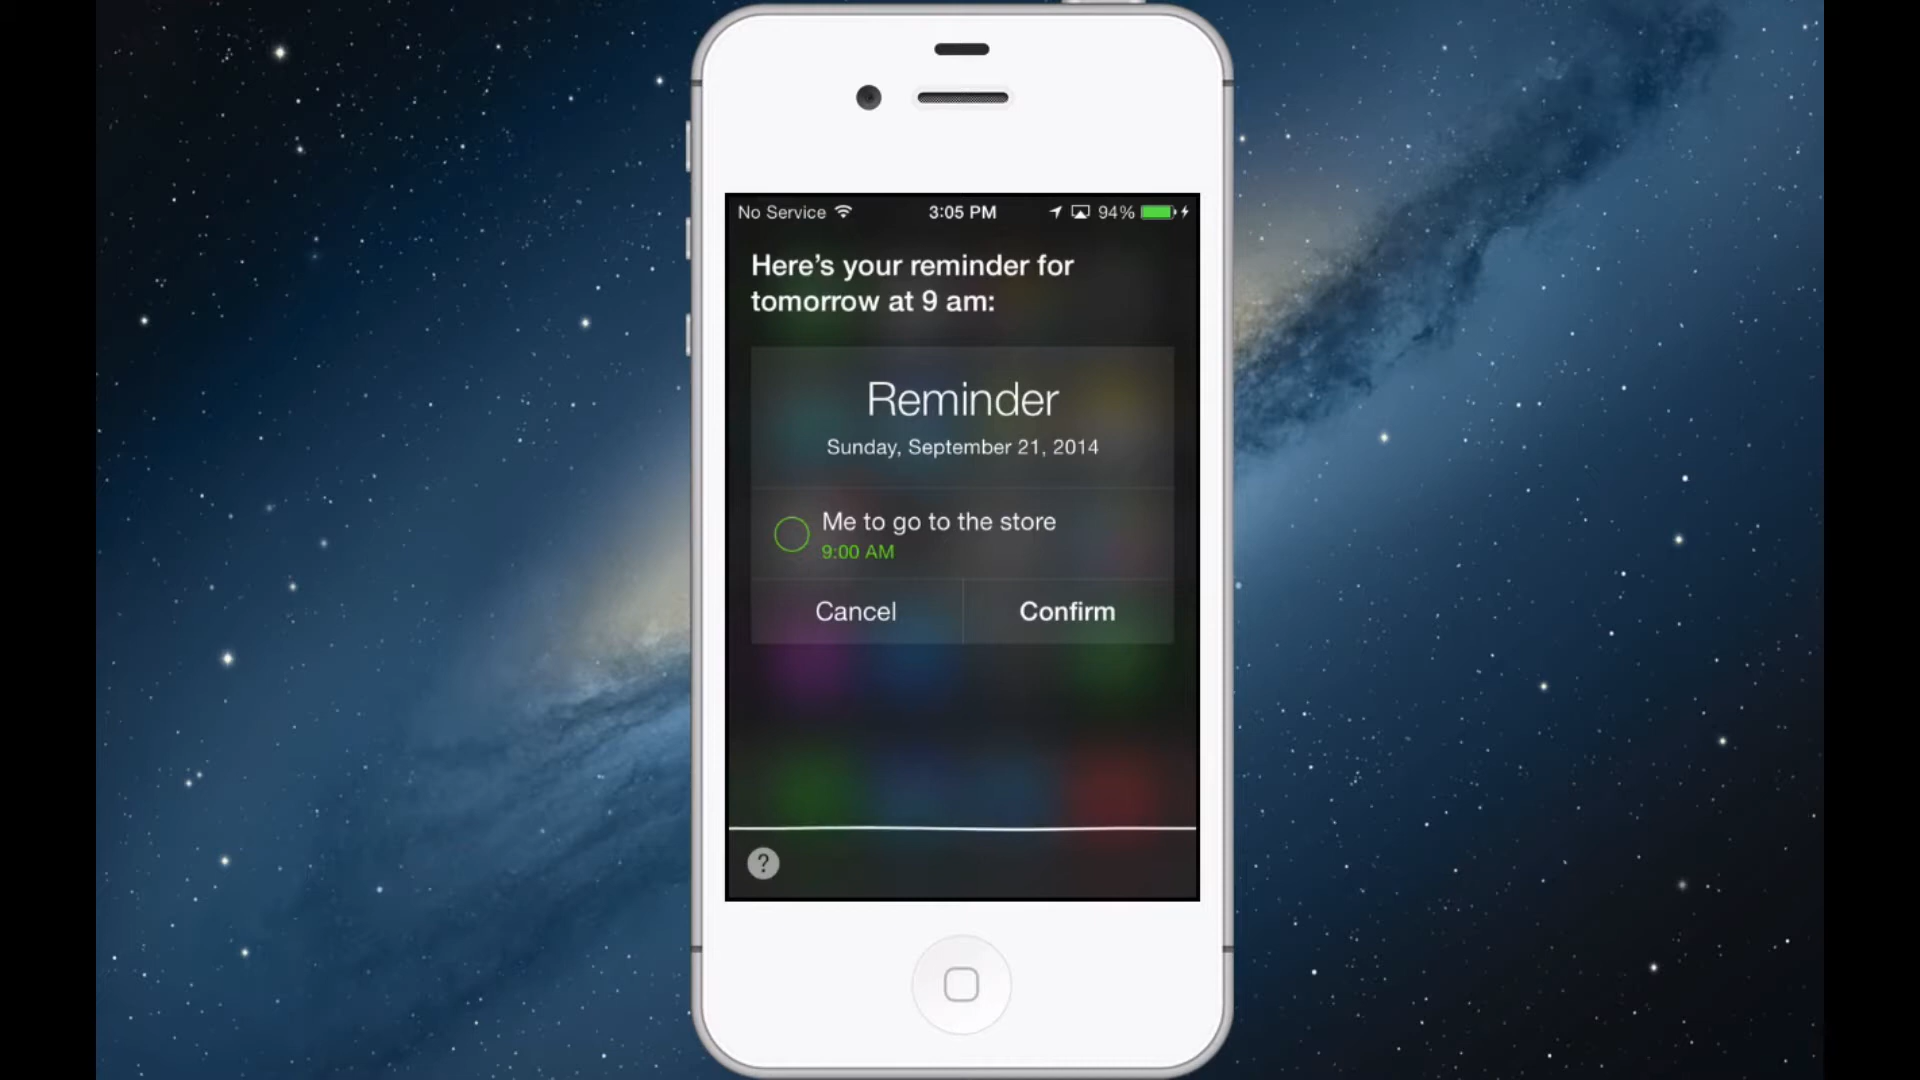 No Service 3:05 PM 94%
Here’s your reminder for
tomorrow at 9 am:
Reminder
Sunday, September 21, 2014
Me to go to the store
9:00 AM
Cancel Confirm
?